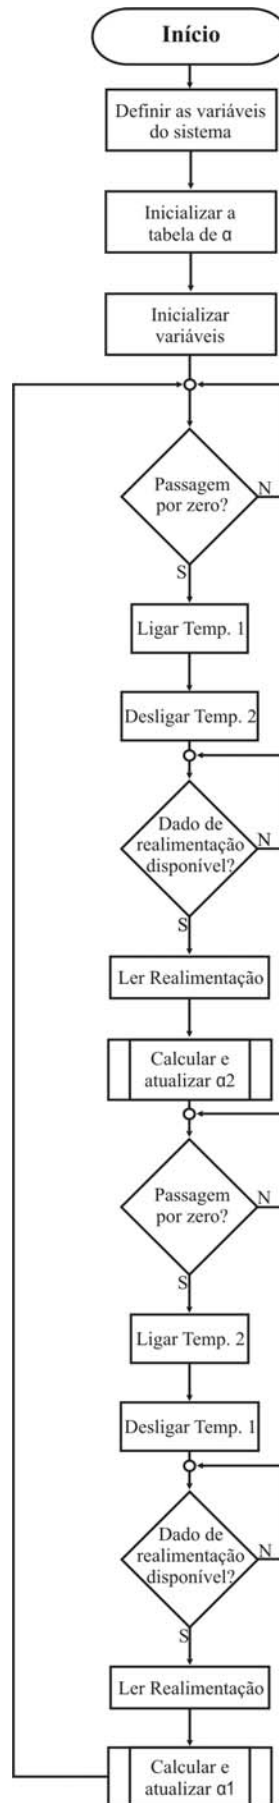 Início
Definir as variáveis
do sistema
Inicializar a
tabela de α
Inicializar
variáveis
Passagem
por zero?
N
S
Ligar Temp. 1
Desligar Temp. 2
Dado de
realimentação
disponível?
N
S
Ler Realimentação
Calcular e
atualizar α2
Passagem
por zero?
N
S
Ligar Temp. 2
Desligar Temp. 1
Dado de
realimentação
disponível?
N
S
Ler Realimentação
Calcular e
atualizar α1